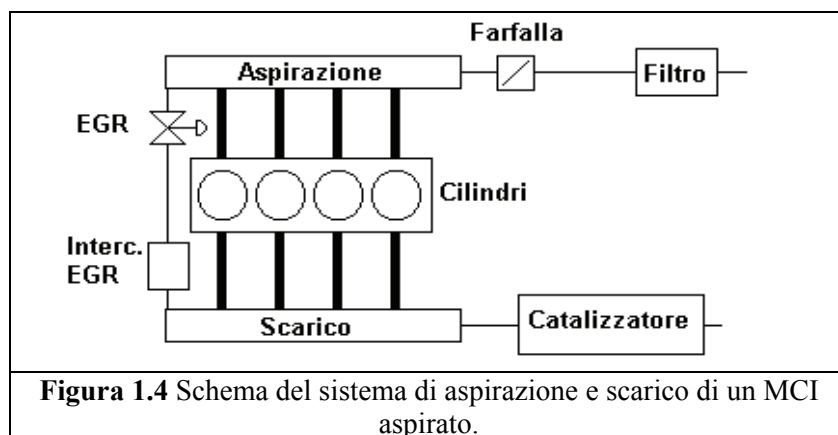 Farfalla
Aspirazione
Filtro
EGR
Cilindri
Interc.
EGR
Scarico
Catalizzatore
Figura 1.4 Schema del sistema di aspirazione e scarico di un MCI
aspirato.